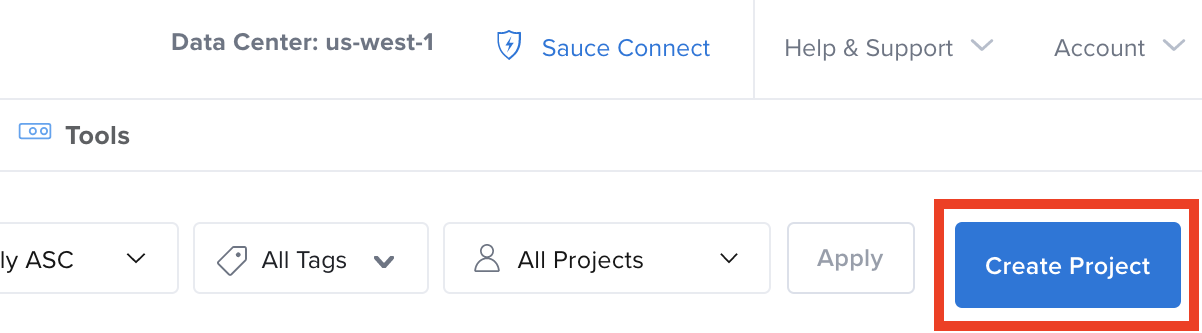 Data Center: us-west-1
Sauce Connect
Help & Support
Account
Tools
ly ASC
All Tags
All Projects
Apply
Create Project